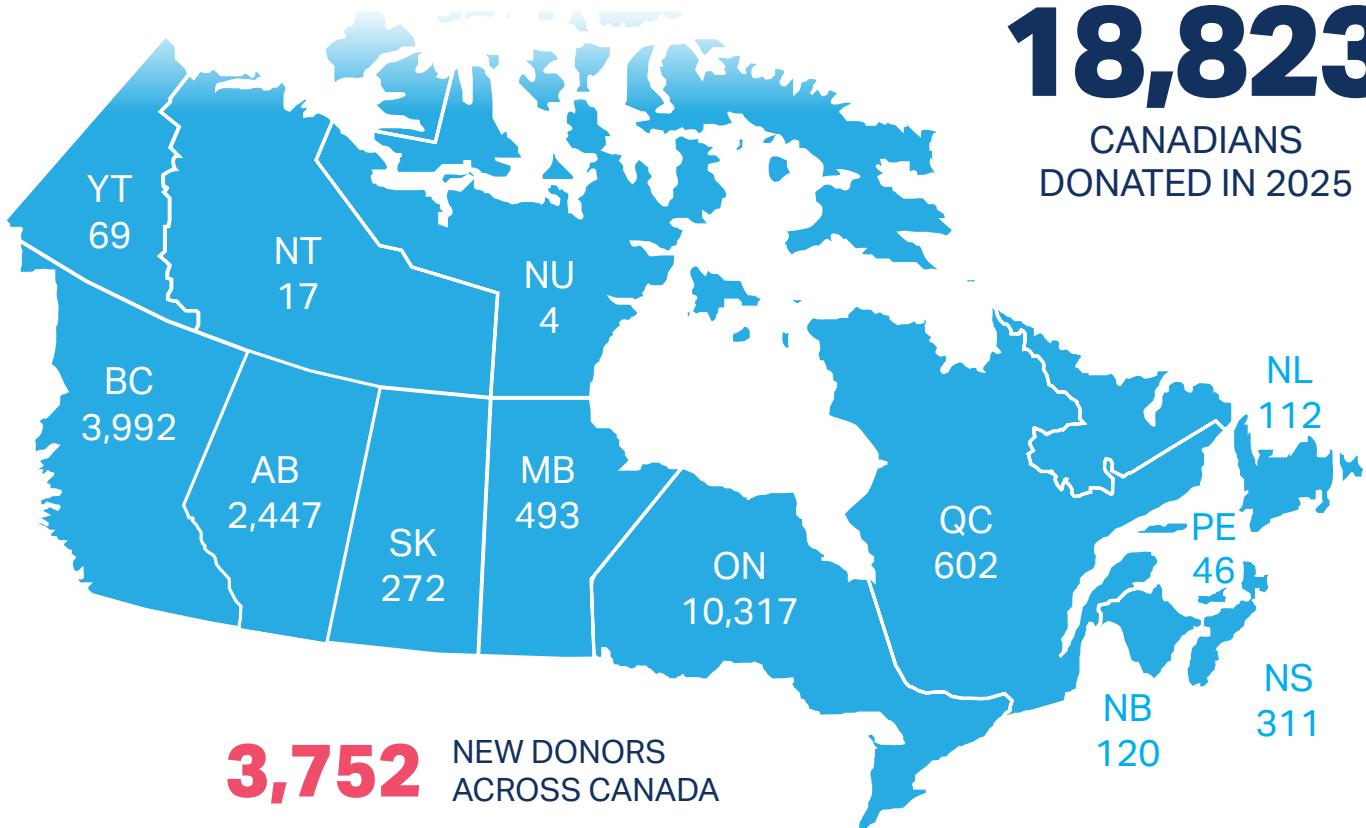 18,823
CANADIANS
DONATED IN 2025
YT
69
NT
17
NU
4
BC
3,992
AB
2,447
SK
272
MB
493
ON
10,317
QC
602
NL
112
PE
46
NS
311
NB
120
3,752
NEW DONORS
ACROSS CANADA